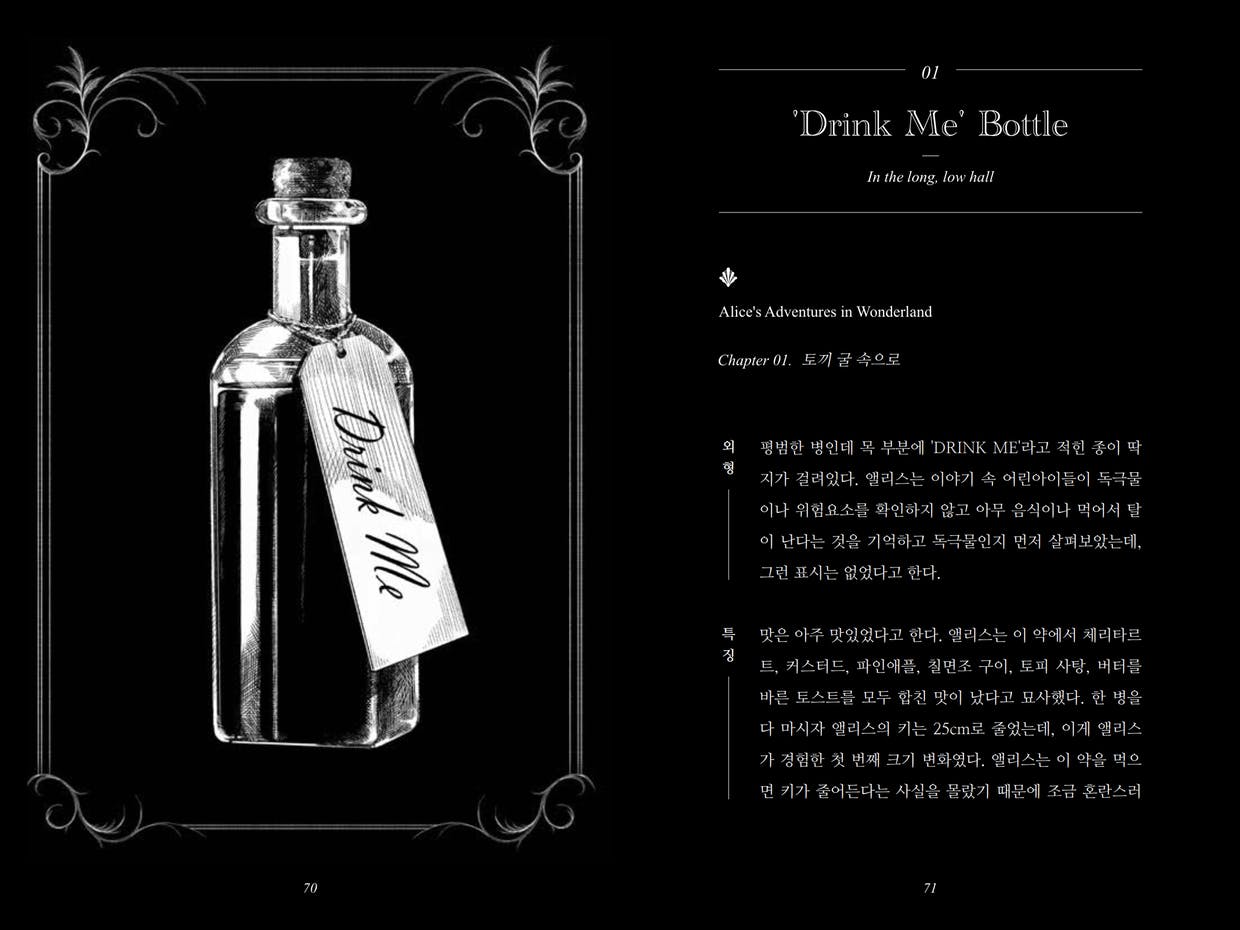 Drink Me
70
01
'Drink Me' Bottle
In the long, low hall
Alice's Adventures in Wonderland
Chapter 01. 토끼 굴 속으로
외형
평범한 병인데 목 부분에 'DRINK ME'라고 적힌 종이 딱
지가 걸려있다. 앨리스는 이야기 속 어린아이들이 독극물
이나 위험요소를 확인하지 않고 아무 음식이나 먹어서 탈
이 난다는 것을 기억하고 독극물인지 먼저 살펴보았는데,
그런 표시는 없었다고 한다.
특징
맛은 아주 맛있었다고 한다. 앨리스는 이 약에서 체리타르
트, 커스터드, 파인애플, 칠면조 구이, 토피 사탕, 버터를
바른 토스트를 모두 합친 맛이 났다고 묘사했다. 한 병을
다 마시자 앨리스의 키는 25cm로 줄었는데, 이게 앨리스
가 경험한 첫 번째 크기 변화였다. 앨리스는 이 약을 먹으
면 키가 줄어든다는 사실을 몰랐기 때문에 조금 혼란스러
71